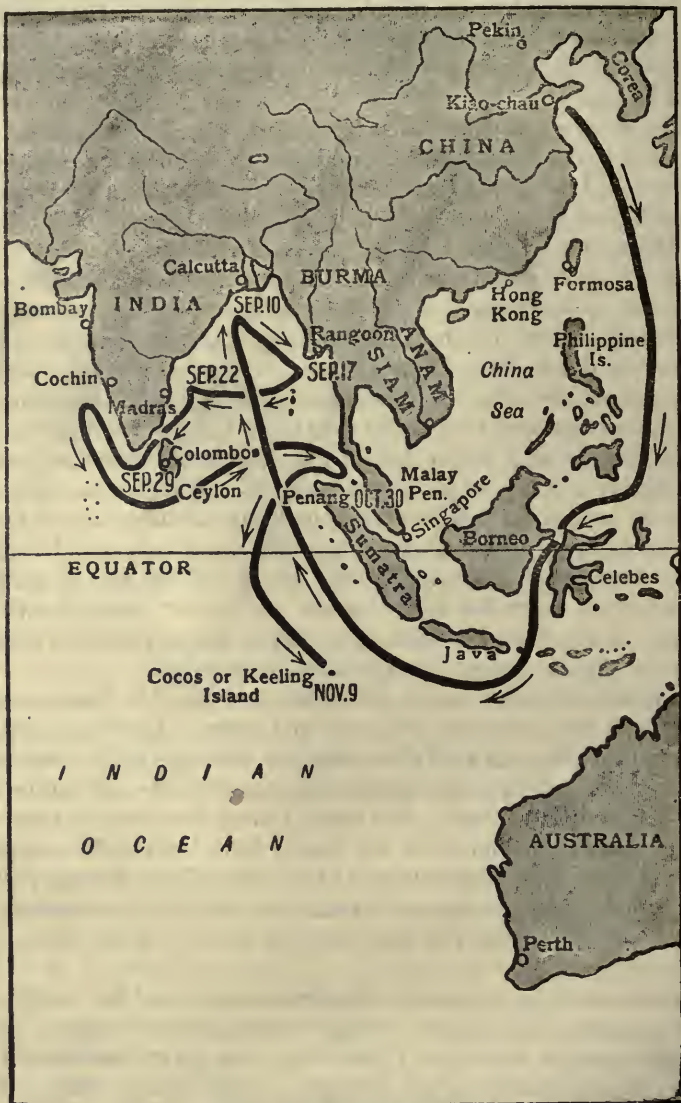 Pekin
Corea
Kiao-chau
CHINA
Calcutta
BURMA
Formosa
Hong
Kong
Bombay
INDIA
SEP.10
Rangoon
ANAM
SIAM
Philippine
Is.
Cochin
SEP.22
SEP.17
China
Sea
Madras
Colombo
SEP.29
Ceylon
Malay
Pen.
Penang OCT.30
Singapore
Sumatra
Borneo
EQUATOR
Celebes
Java
Cocos or Keeling
Island
NOV.9
INDIAN
OCEAN
AUSTRALIA
Perth